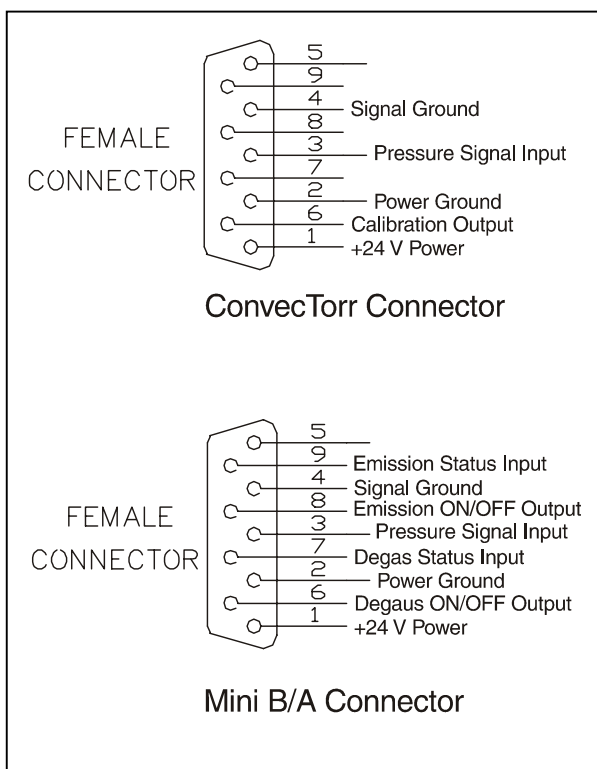 5
9
4 Signal Ground
8
3 Pressure Signal Input
7
2 Power Ground
6 Calibration Output
1 +24 V Power
FEMALE
CONNECTOR
ConvecTorr Connector
5
9 Emission Status Input
4 Signal Ground
8 Emission ON/OFF Output
3 Pressure Signal Input
7 Degas Status Input
2 Power Ground
6 Degaus ON/OFF Output
1 +24 V Power
FEMALE
CONNECTOR
Mini B/A Connector